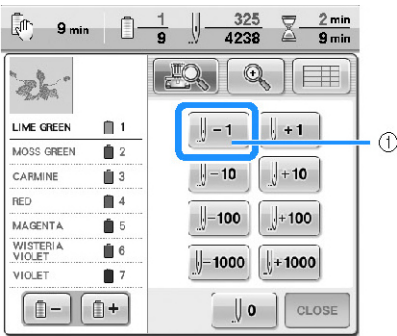 9 min 1 9 325 4238 2 min 9 min
LIME GREEN 1
MOSS GREEN 2
CARMINE 3
RED 4
MAGENTA 5
WISTERIA
VIOLET 6
VIOLET 7
-1 +1
-10 +10
-100 +100
-1000 +1000
- + 0 CLOSE
①